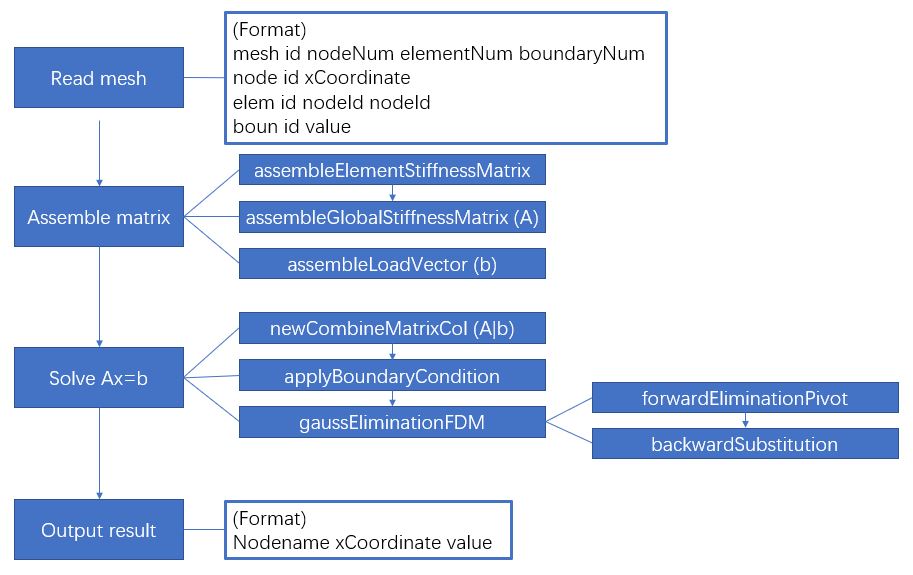 Read mesh
(Format)
mesh id nodeNum elementNum boundaryNum
node id xCoordinate
elem id nodeId nodeId
boun id value
Assemble matrix
assembleElementStiffnessMatrix
assembleGlobalStiffnessMatrix (A)
assembleLoadVector (b)
Solve Ax=b
newCombineMatrixCol (A|b)
applyBoundaryCondition
gaussEliminationFDM
forwardEliminationPivot
backwardSubstitution
Output result
(Format)
Nodename xCoordinate value